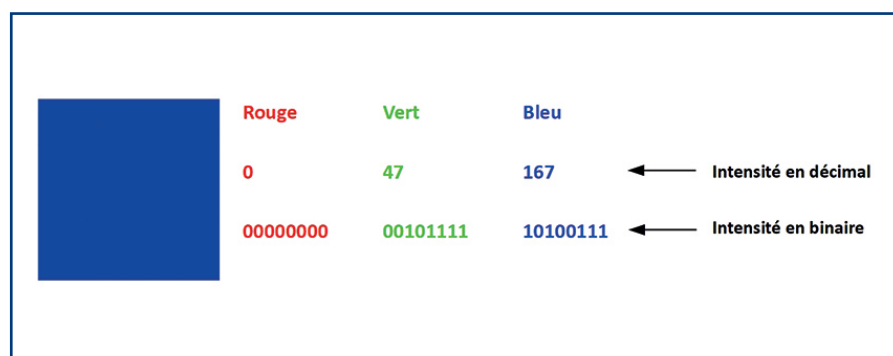 Rouge Vert Bleu
0 47 167 Intensité en décimal
00000000 00101111 10100111 Intensité en binaire